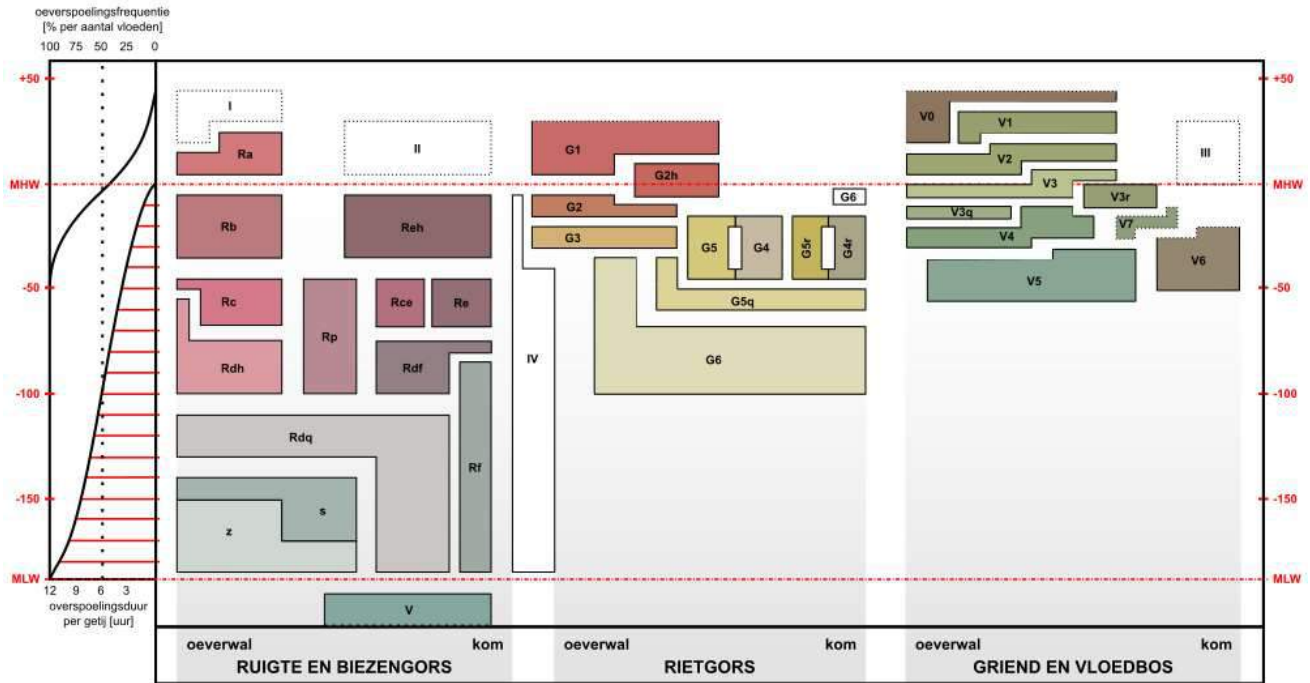 oeverspoelingsfrequentie
[% per aantal vloeden]
100 75 50 25 0
+50 +50
I
V0
V1
Ra
II
G1
V2
III
G2h
MHW MHW
V3
G6
V3r
G2
V3q
V7
Rb
Reh
G3
G5
G4
G5r
G4r
V4
V6
V5
-50 -50
Rc
Rce
Re
G5q
Rp
IV
G6
Rdh
Rdf
-100 -100
Rdq
Rf
-150 -150
s
z
MLW MLW
12 9 6 3
overspoelingsduur
per getij [uur]
V
oeverwal kom oeverwal kom oeverwal kom
RUIGTE EN BIEZENGORS RIETGORS GRIEND EN VLOEDBOS